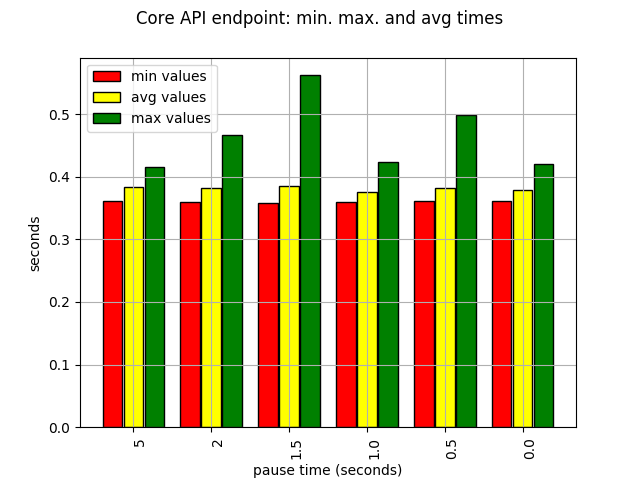 Core API endpoint: min. max. and avg times
min values
avg values
max values
0.5
0.4
0.3
0.2
0.1
0.0
seconds
5
2
1.5
1.0
0.5
0.0
pause time (seconds)